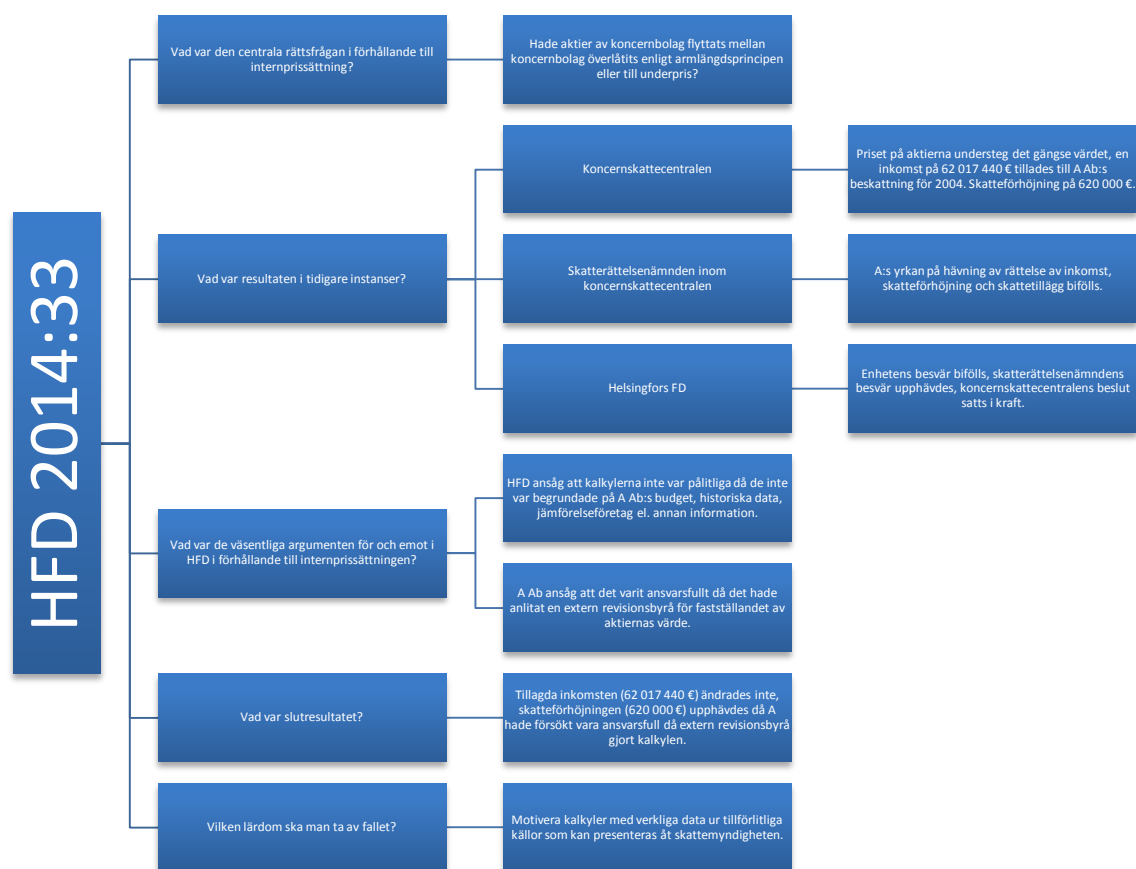 HFD 2014:33
Vad var den centrala rättsfrågan i förhållande till
internprissättning?
Hade aktier av koncernbolag flyttats mellan
koncernbolag överlåtits enligt armlängdsprincipen
eller till underpris?
Vad var resultaten i tidigare instanser?
Koncernskattecentralen
Priset på aktierna understeg det gängse värdet, en
inkomst på 62 017 440 € tillades till A Ab:s
beskattning för 2004. Skatteförhöjning på 620 000 €.
Skatterättelsenämnden inom
koncernskattecentralen
A:s yrkan på hävning av rättelse av inkomst,
skatteförhöjning och skattetillägg bifölls.
Helsingfors FD
Enhetens besvär bifölls, skatterättelsenämndens
besvär upphävdes, koncernskattecentralens beslut
satts i kraft.
Vad var de väsentliga argumenten för och emot i
HFD i förhållande till internprissättningen?
HFD ansåg att kalkylerna inte var pålitliga då de inte
var begrundade på A Ab:s budget, historiska data,
jämförelseföretag el. annan information.
A Ab ansåg att det varit ansvarsfullt då det hade
anlitat en extern revisionsbyrå för fastställandet av
aktiernas värde.
Vad var slutresultatet?
Tillagda inkomsten (62 017 440 €) ändrades inte,
skatteförhöjningen (620 000 €) upphävdes då A
hade försökt vara ansvarsfull då extern revisionsbyrå
gjort kalkylen.
Vilken lärdom ska man ta av fallet?
Motivera kalkyler med verkliga data ur tillförlitliga
källor som kan presenteras åt skattemyndigheten.